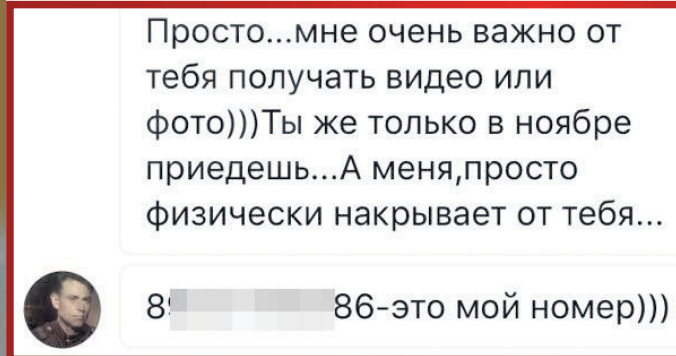 Просто...мне очень важно от
тебя получать видео или
фото)))Ты же только в ноябре
приедешь...А меня,просто
физически накрывает от тебя...
86-это мой номер)))